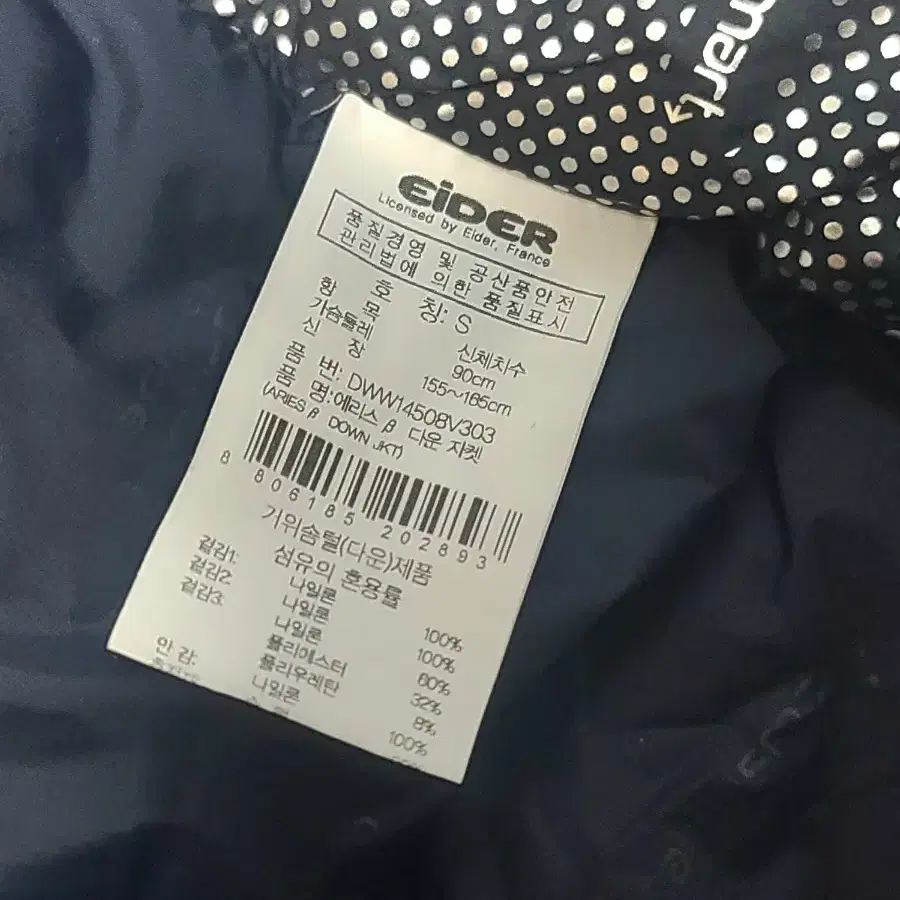 mart
EiDER
Licensed by Eider, France
품질경영 및 공산품안전
관리법에 의한 품질표시
호 칭: S
항 목 신체치수
가슴둘레 90cm
신 장 155~165cm
품 번: DWW14508V303
품 명:에리스 β 다운 자켓
(ARIES β DOWN JKT)
8 806185 202893
거위솜털(다운)제품
섬유의 혼용률
겉감1: 나일론 100%
겉감2: 나일론 100%
겉감3: 나일론 60%
폴리에스터 32%
폴리우레탄 8%
안 감: 나일론 100%